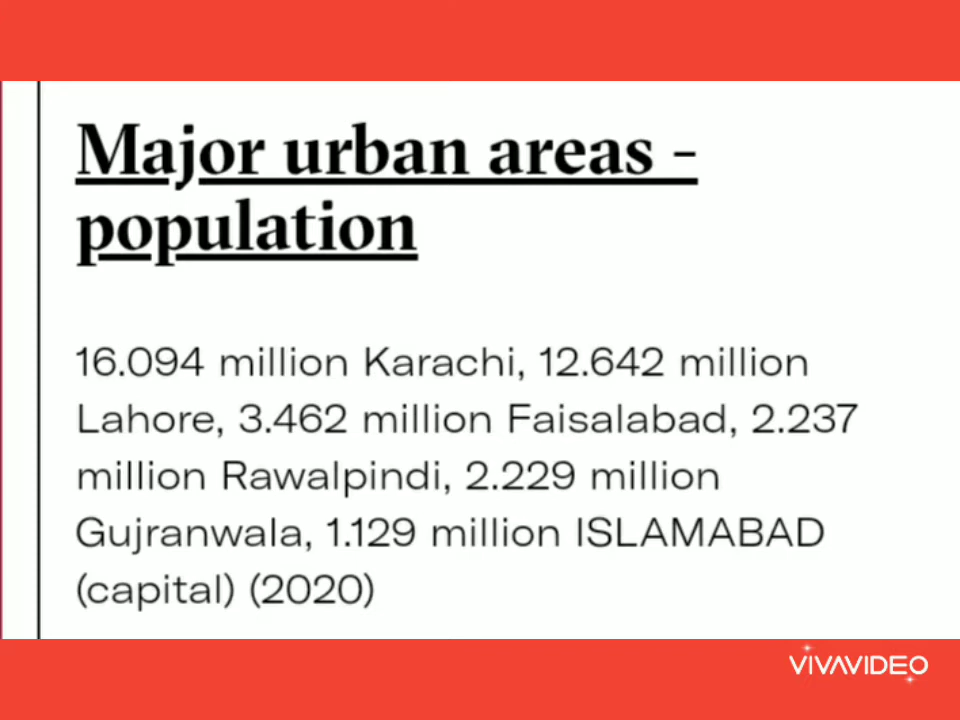 Major urban areas -
population
16.094 million Karachi, 12.642 million
Lahore, 3.462 million Faisalabad, 2.237
million Rawalpindi, 2.229 million
Gujranwala, 1.129 million ISLAMABAD
(capital) (2020)
VIVAVIDEO